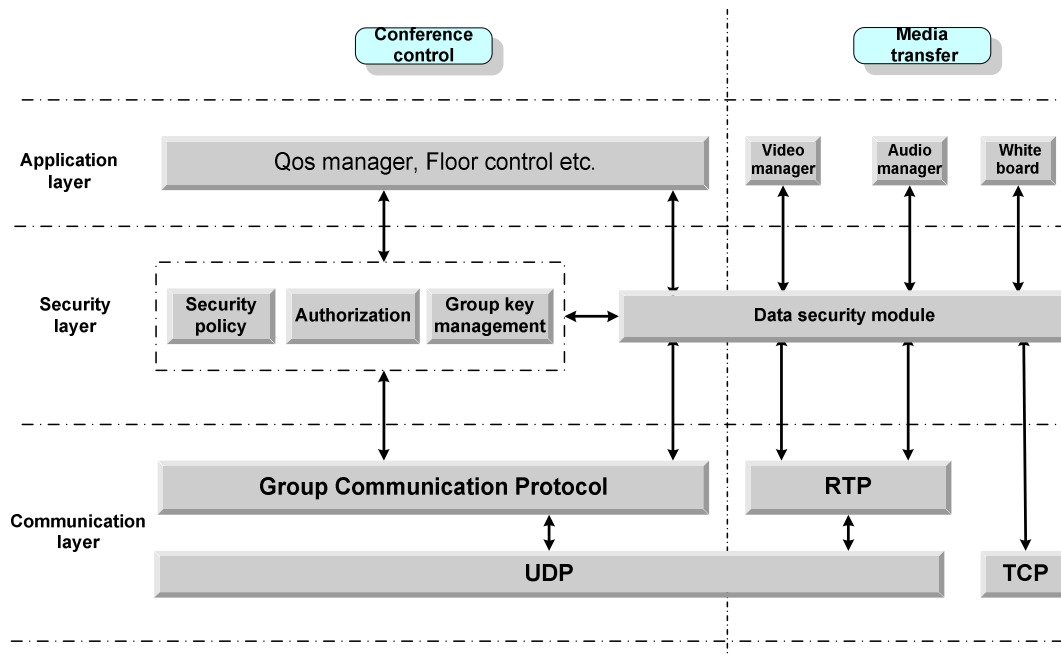 Conference
control
Media
transfer
Application
layer
Qos manager, Floor control etc.
Video
manager
Audio
manager
White
board
Security
layer
Security
policy
Authorization
Group key
management
Data security module
Communication
layer
Group Communication Protocol
RTP
UDP
TCP